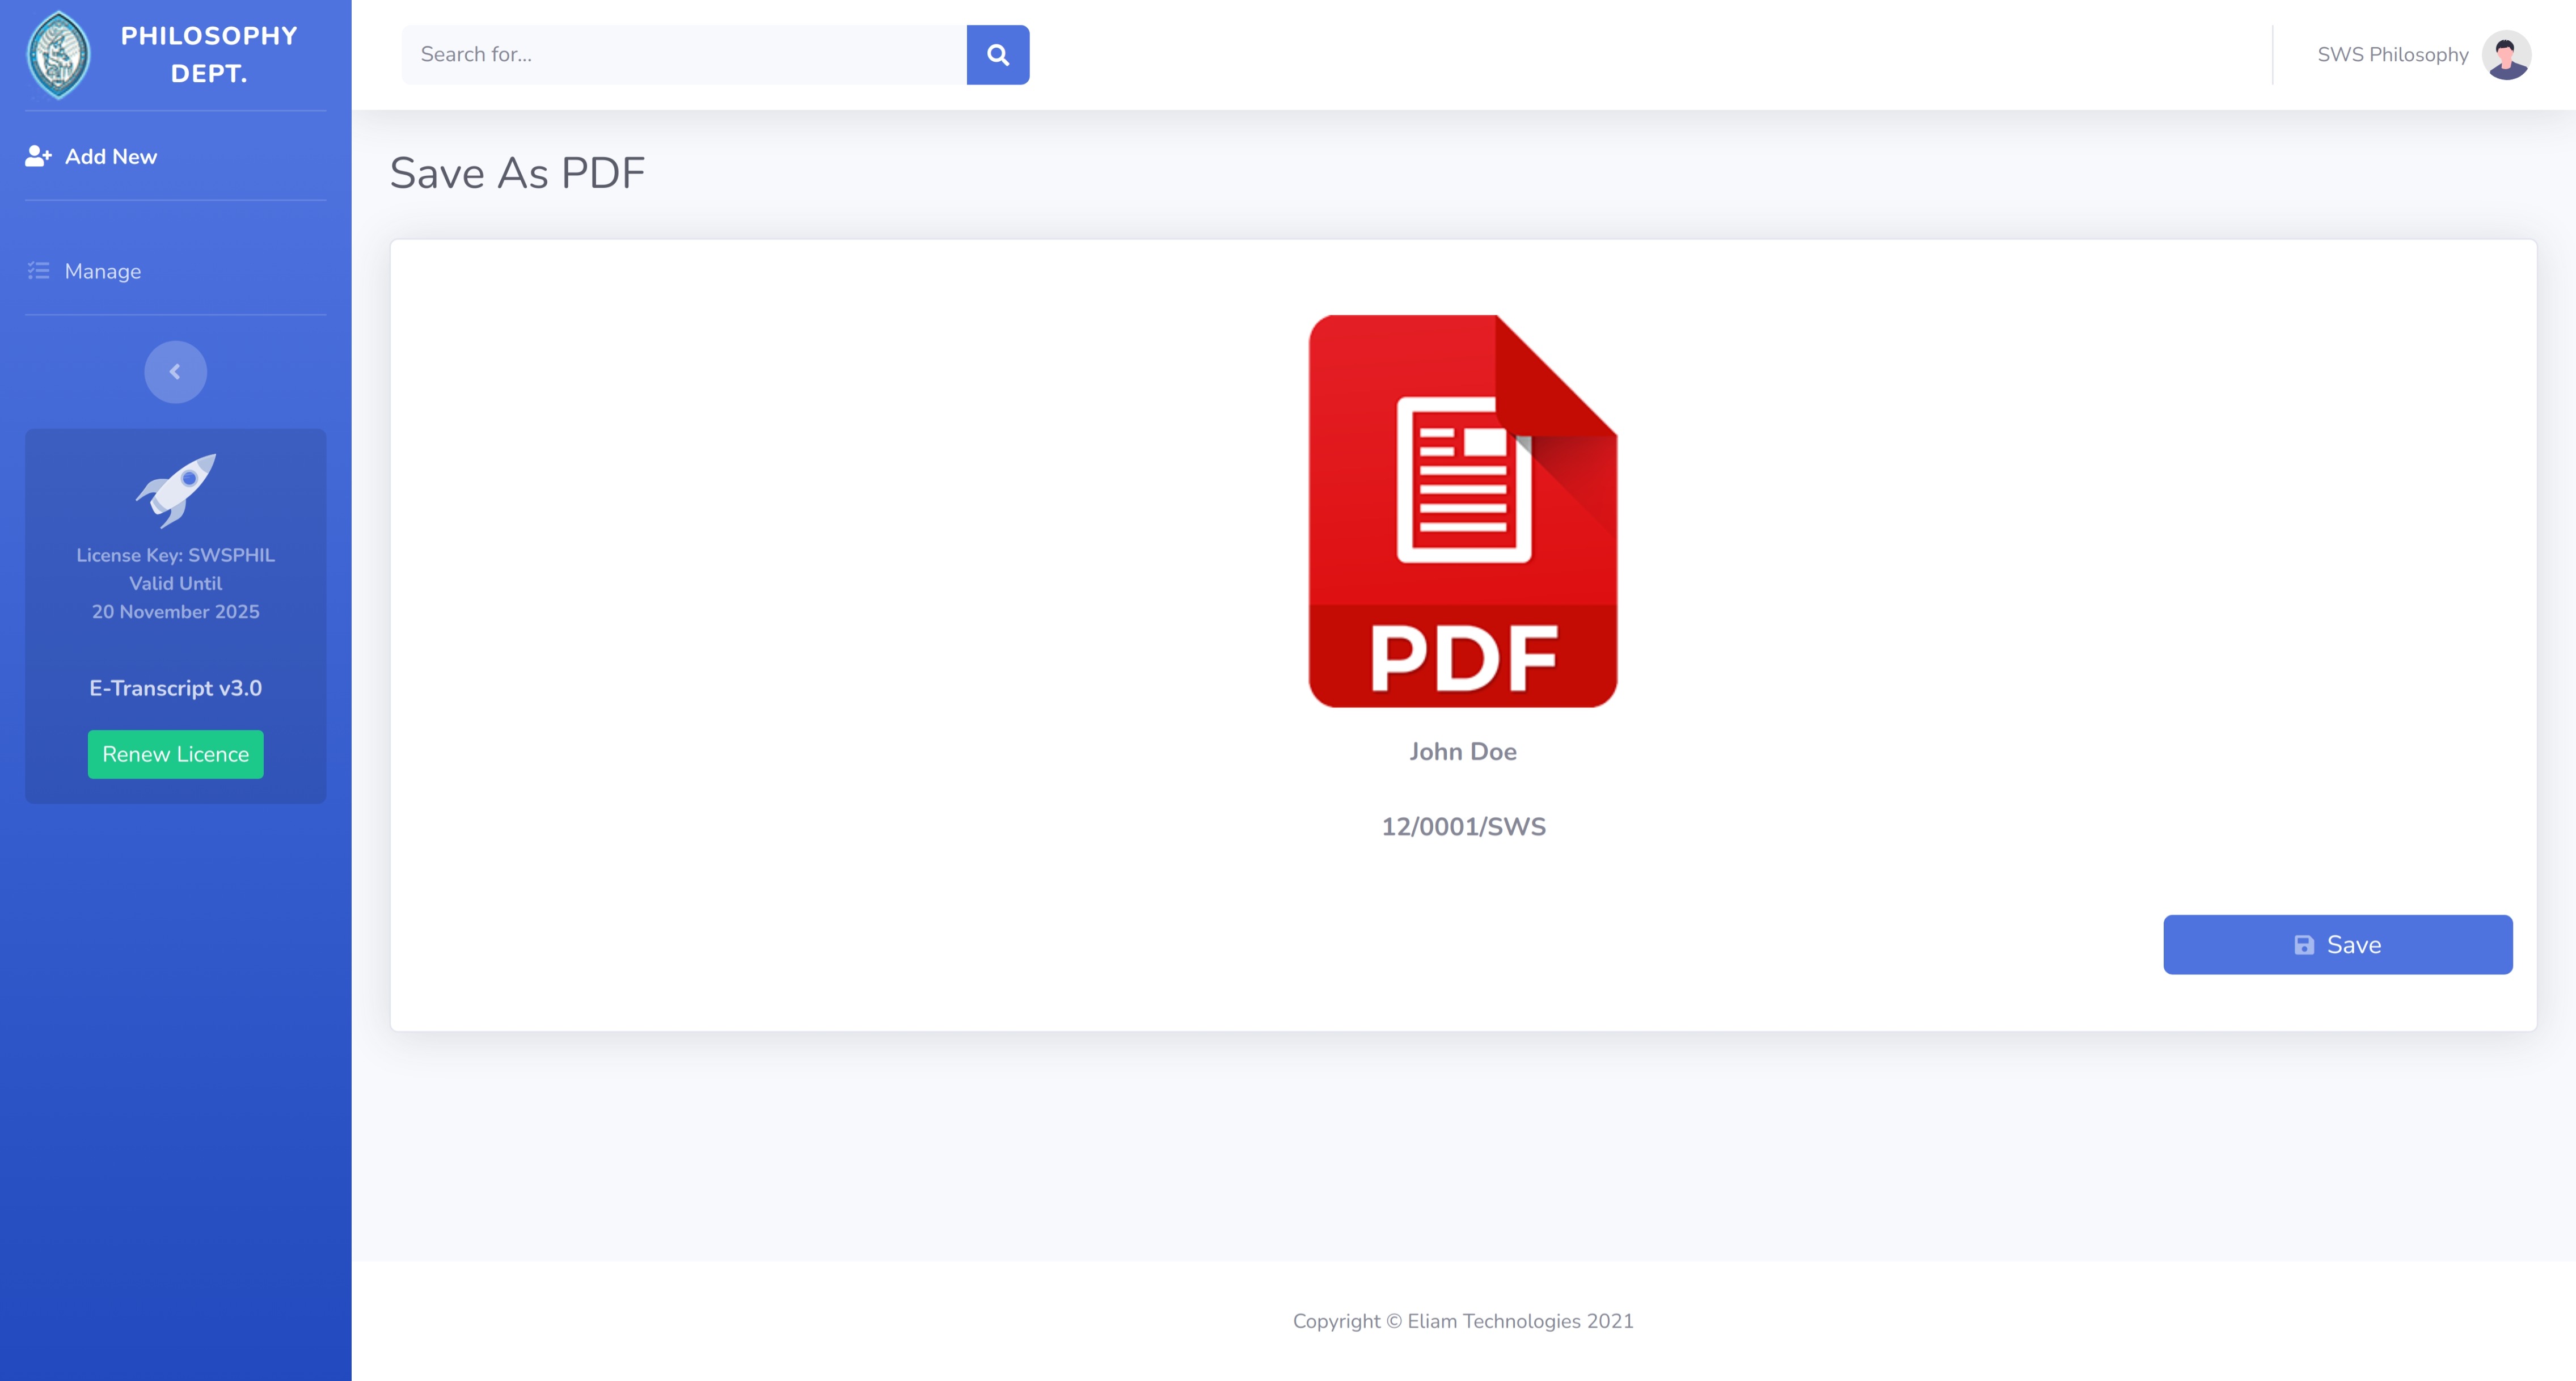 PHILOSOPHY
DEPT.
Search for...
SWS Philosophy
Add New
Manage
License Key: SWSPHIL
Valid Until
20 November 2025
E-Transcript v3.0
Renew Licence
Save As PDF
PDF
John Doe
12/0001/SWS
Save
Copyright © Eliam Technologies 2021